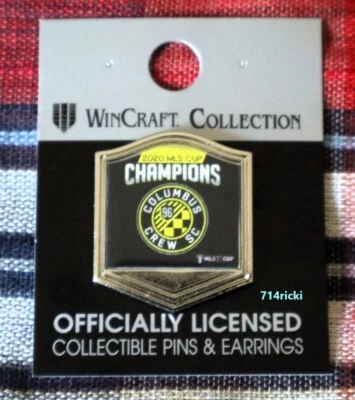 WINCRAFT COLLECTION
2020 MLS CUP
CHAMPIONS
COLUMBUS
96
CREW SC
MLS CUP
714ricki
OFFICIALLY LICENSED
COLLECTIBLE PINS & EARRINGS